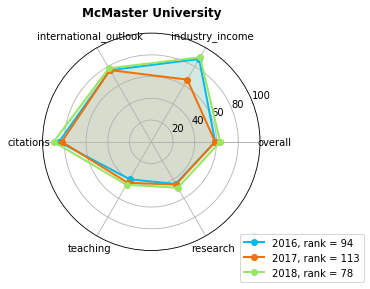 McMaster University
international_outlook
industry_income
100
80
60
40
20
citations
overall
teaching
research
2016, rank = 94
2017, rank = 113
2018, rank = 78